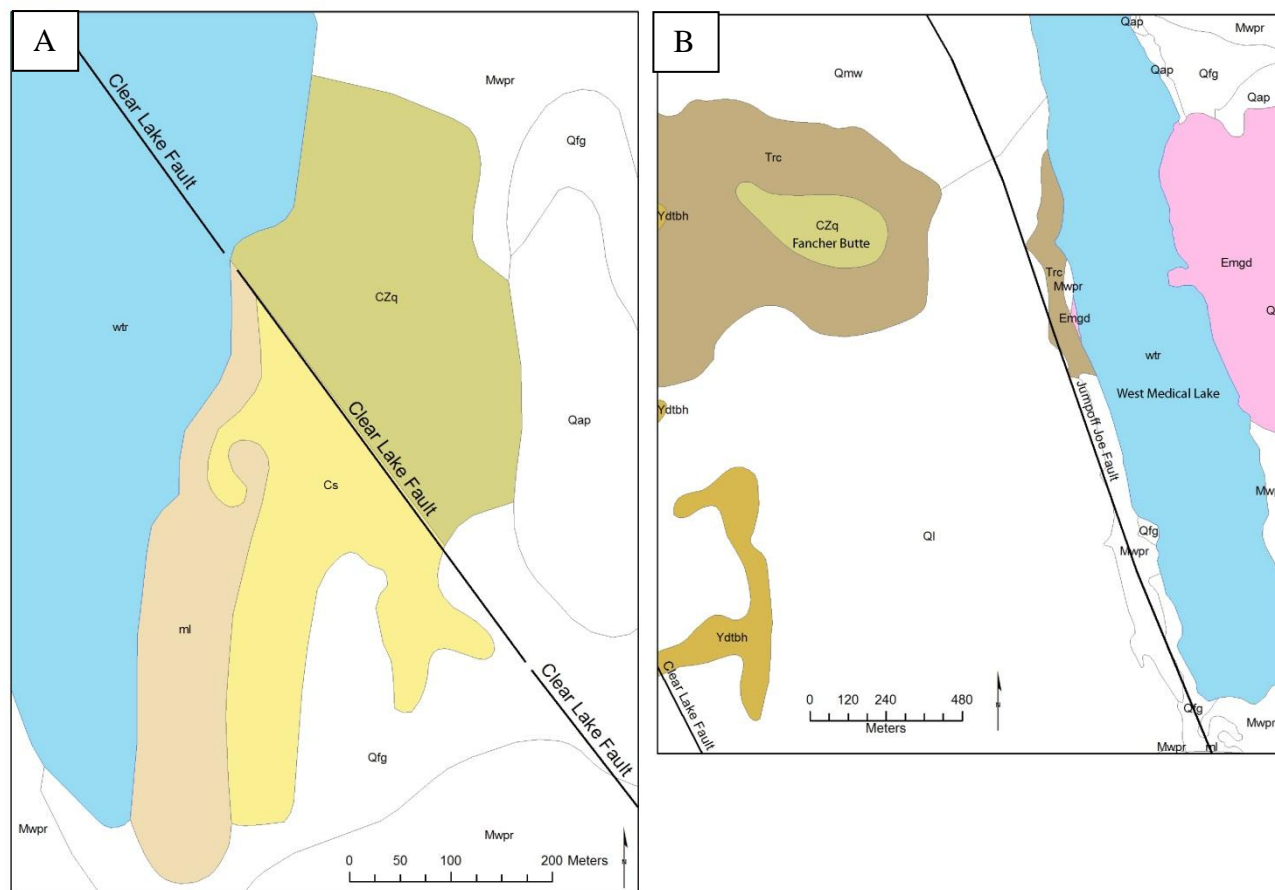 A
Clear Lake Fault
Mwpr
Qfg
CZq
wtr
Clear Lake Fault
Qap
Cs
ml
Clear Lake Fault
Qfg
Mwpr
Mwpr
0 50 100 200 Meters
N
B
Qap
Mwpr
Qmw
Qap
Qfg
Qap
Trc
Ydtbh
CZq
Fancher Butte
Emgd
Trc
Mwpr
Emgd
Q
wtr
West Medical Lake
Jumpoff Joe Fault
Ydtbh
Mwp
Ql
Qfg
Mwpr
Ydtbh
Clear Lake Fault
0 120 240 480
Meters
N
Qfg
Mwpr
Mwpr
ml